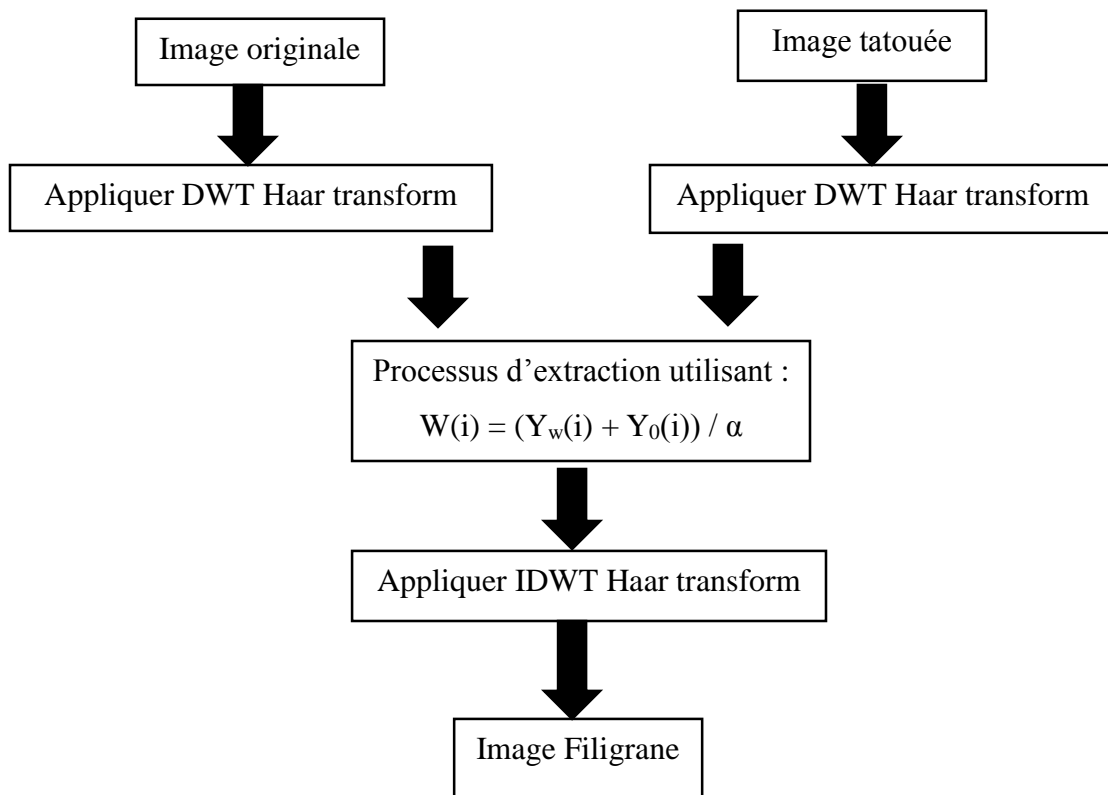 Image originale
Image tatouée
Appliquer DWT Haar transform
Appliquer DWT Haar transform
Processus d’extraction utilisant :
W(i) = (Yw(i) + Y0(i)) / α
Appliquer IDWT Haar transform
Image Filigrane